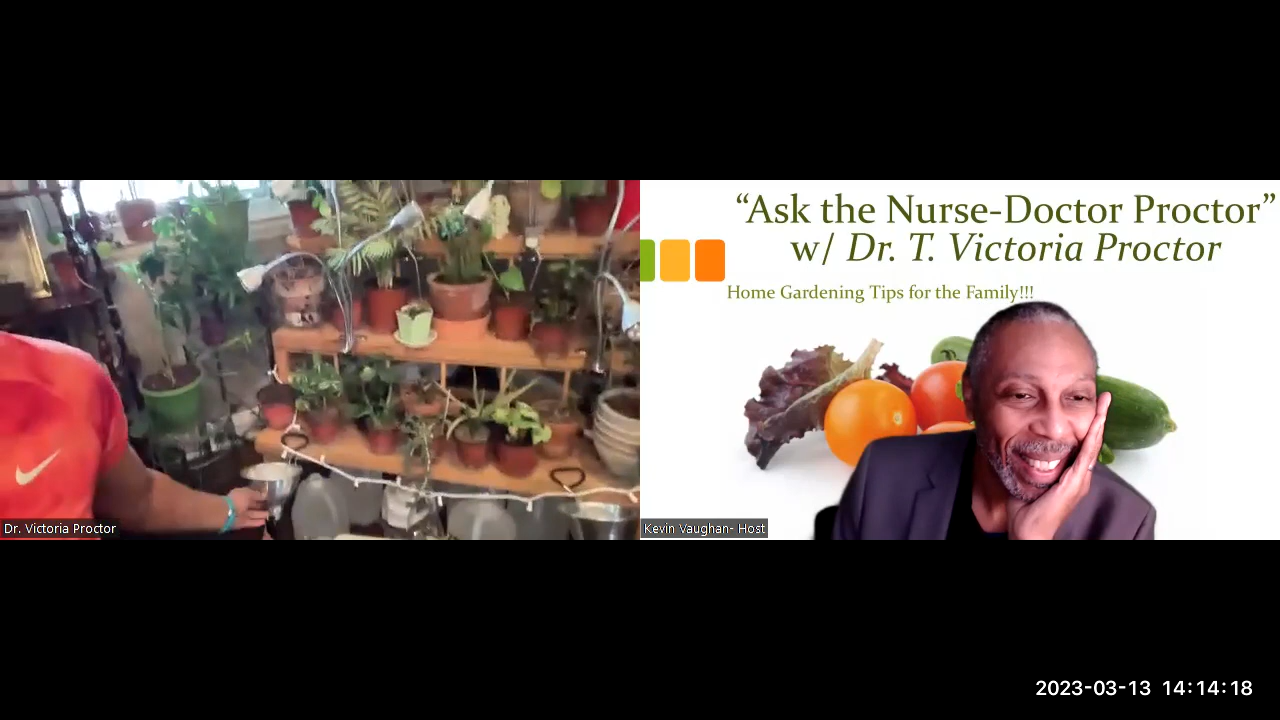 “Ask the Nurse-Doctor Proctor”
w/ Dr. T. Victoria Proctor
Home Gardening Tips for the Family!!!
Dr. Victoria Proctor
Kevin Vaughan- Host
2023-03-13 14:14:18